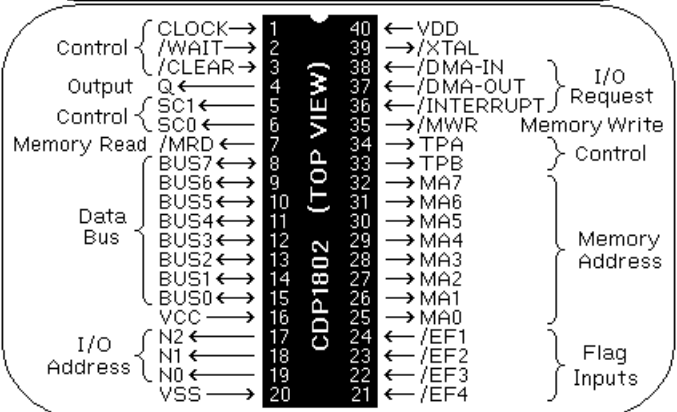 CLOCK→ 1 40 ←VDD
Control /WAIT→ 2 39 →/XTAL
/CLEAR→ 3 38 ←/DMA-IN I/O
Output Q← 4 37 ←/DMA-OUT Request
Control SC1← 5 36 ←/INTERRUPT
SC0← 6 35 →/MWR Memory Write
Memory Read /MRD← 7 34 →TPA Control
BUS7↔ 8 33 →TPB
BUS6↔ 9 32 →MA7
BUS5↔ 10 31 →MA6
Data BUS4↔ 11 30 →MA5
Bus BUS3↔ 12 29 →MA4 Memory
BUS2↔ 13 28 →MA3 Address
BUS1↔ 14 27 →MA2
BUS0↔ 15 26 →MA1
VCC→ 16 25 →MA0
I/O N2← 17 24 ←/EF1
Address N1← 18 23 ←/EF2 Flag
N0← 19 22 ←/EF3 Inputs
VSS→ 20 21 ←/EF4
CDP1802 (TOP VIEW)